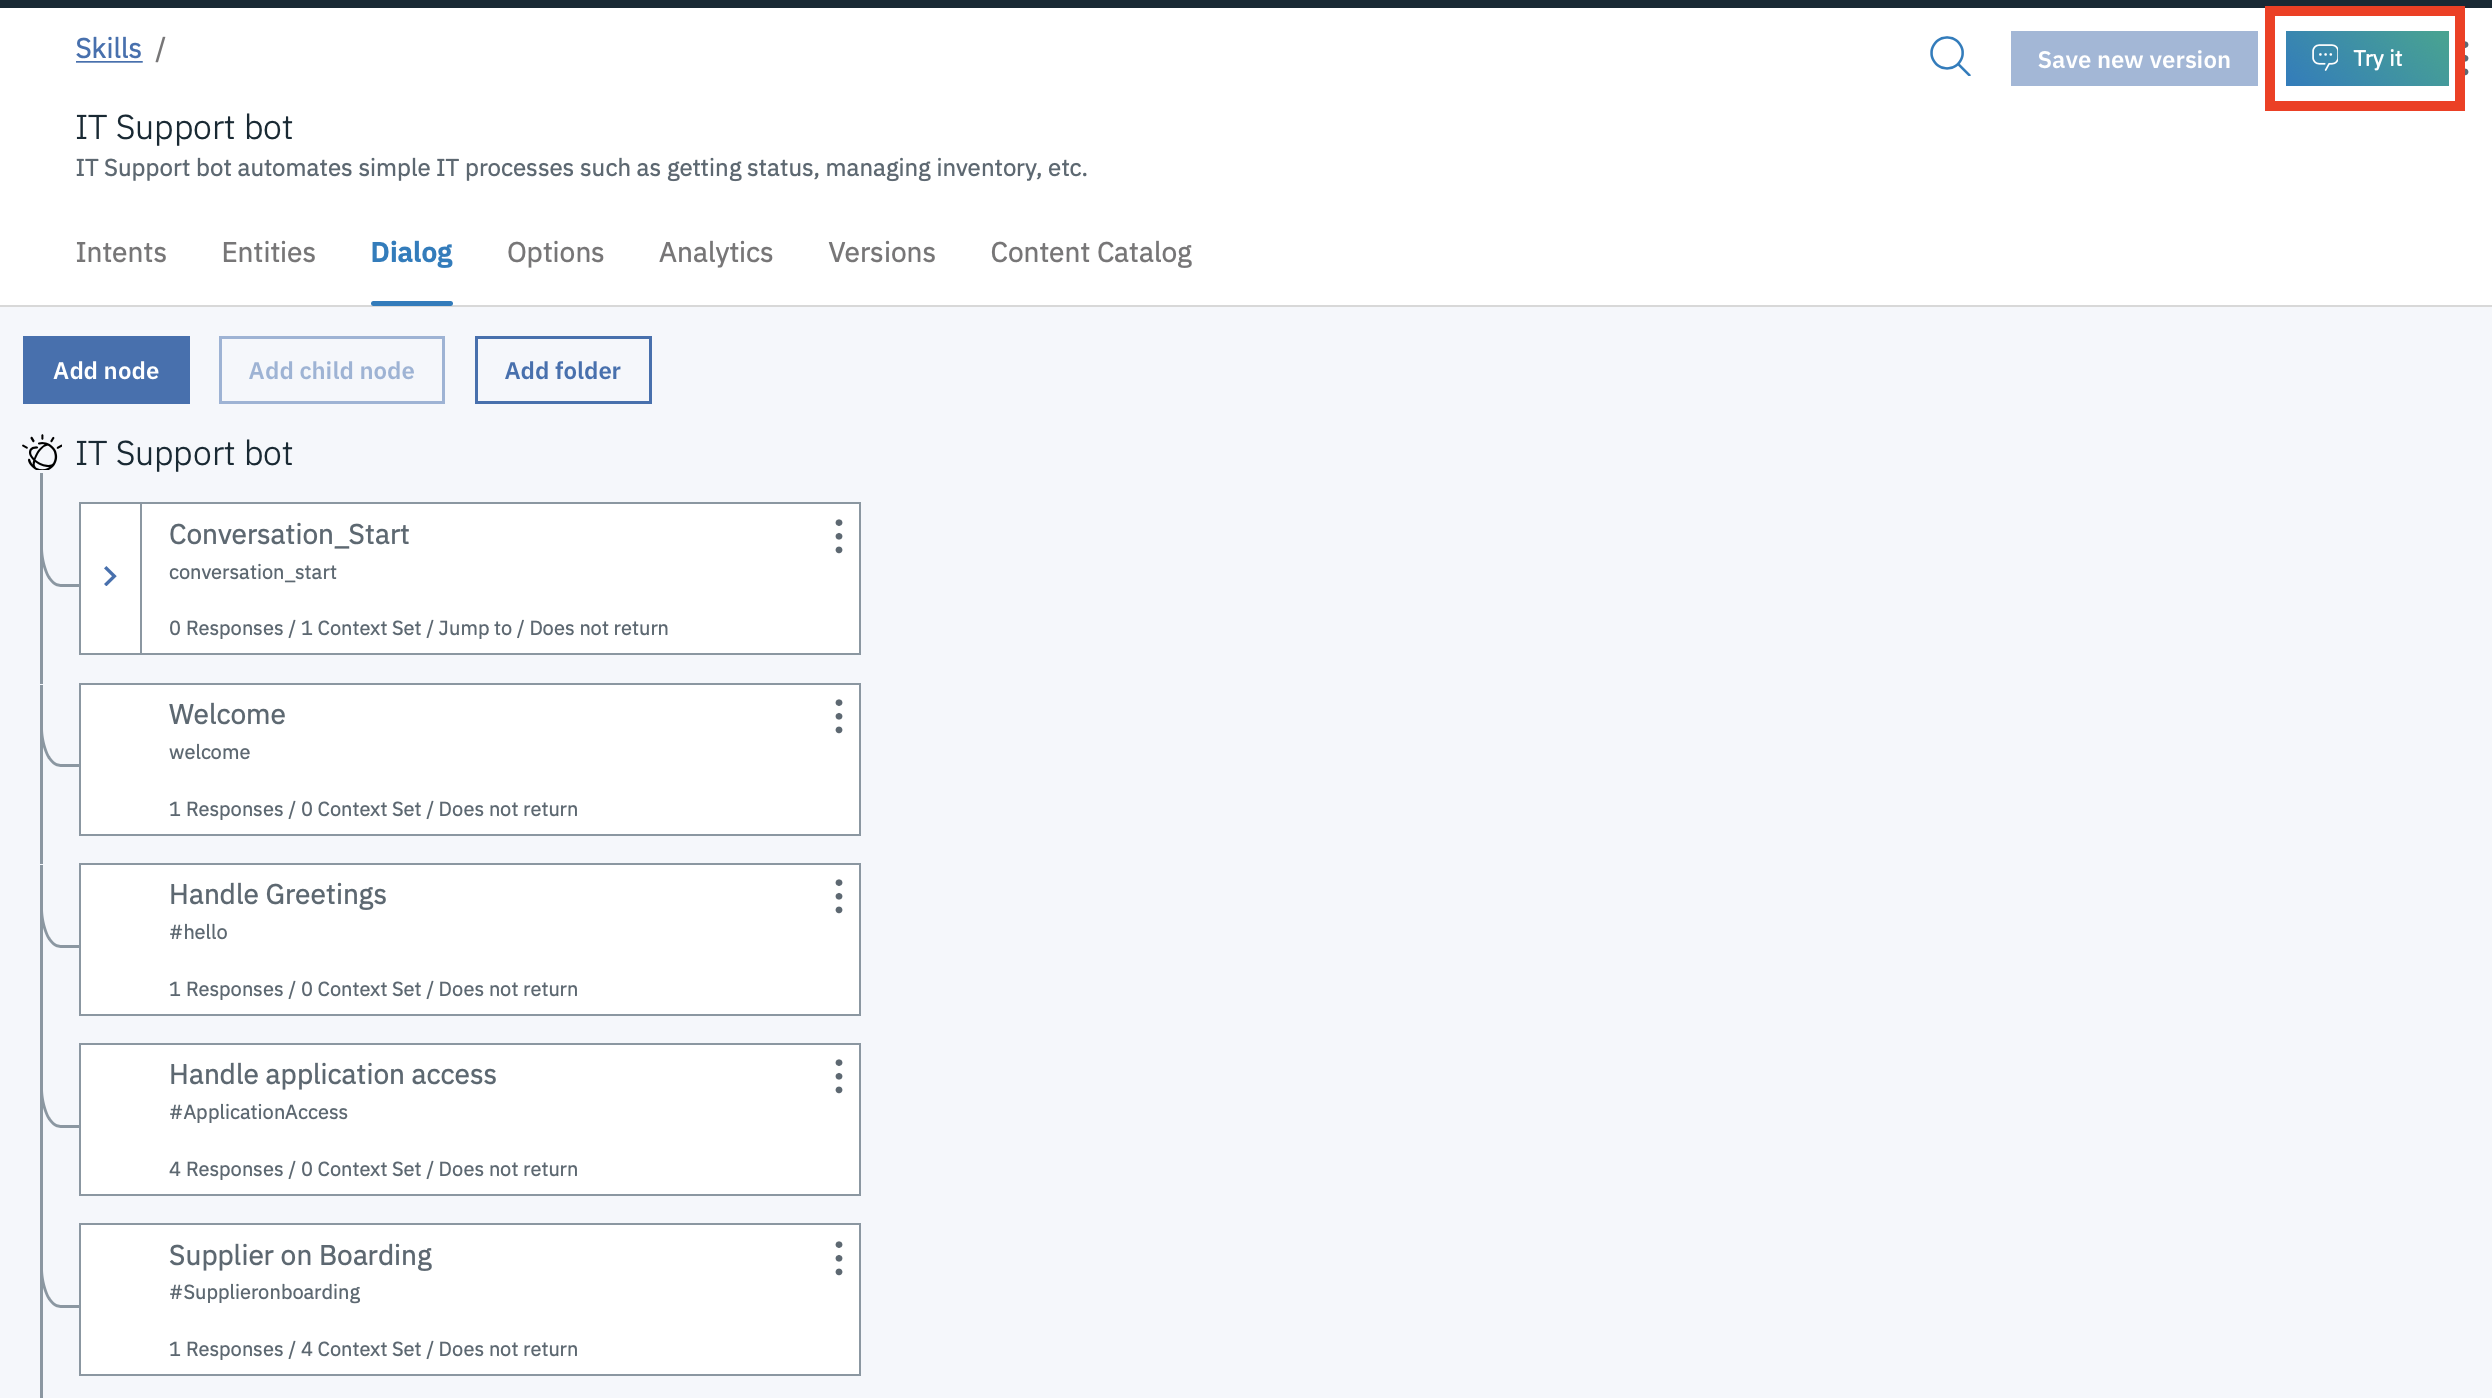 Skills /
Save new version
Try it
IT Support bot
IT Support bot automates simple IT processes such as getting status, managing inventory, etc.
Intents Entities Dialog Options Analytics Versions Content Catalog
Add node Add child node Add folder
IT Support bot
Conversation_Start
conversation_start
0 Responses / 1 Context Set / Jump to / Does not return
Welcome
welcome
1 Responses / 0 Context Set / Does not return
Handle Greetings
#hello
1 Responses / 0 Context Set / Does not return
Handle application access
#ApplicationAccess
4 Responses / 0 Context Set / Does not return
Supplier on Boarding
#Supplieronboarding
1 Responses / 4 Context Set / Does not return